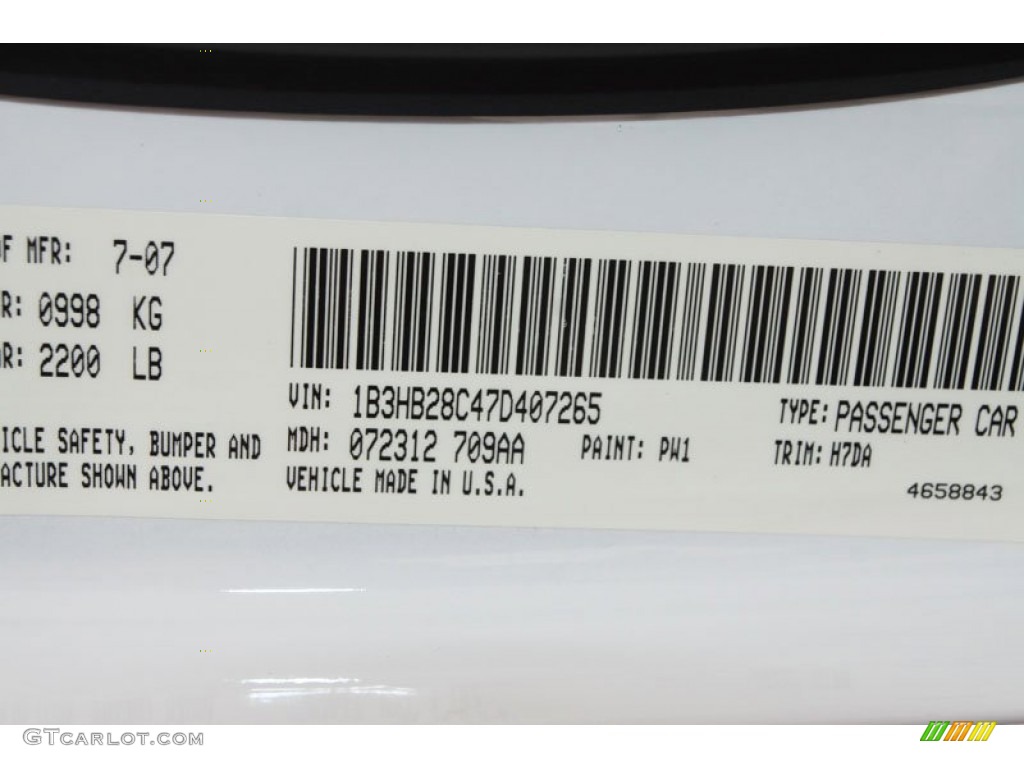 OF MFR: 7-07
R: 0998 KG
R: 2200 LB
VIN: 1B3HB28C47D407265 TYPE: PASSENGER CAR
ICLE SAFETY, BUMPER AND MDH: 072312 709AA PAINT: PW1 TRIM: H7DA
ACTURE SHOWN ABOVE. VEHICLE MADE IN U.S.A. 4658843
GTCARLOT.COM